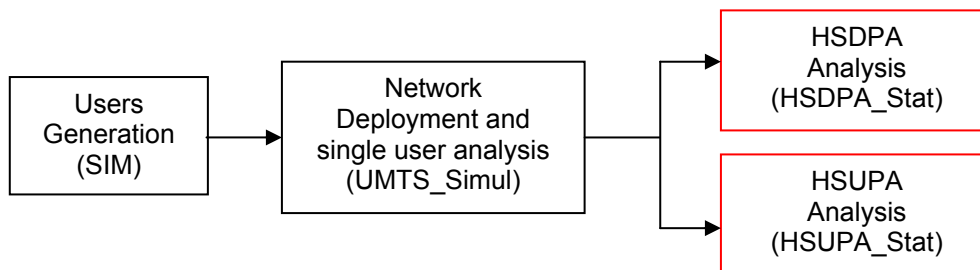 Users
Generation
(SIM)
Network
Deployment and
single user analysis
(UMTS_Simul)
HSDPA
Analysis
(HSDPA_Stat)
HSUPA
Analysis
(HSUPA_Stat)